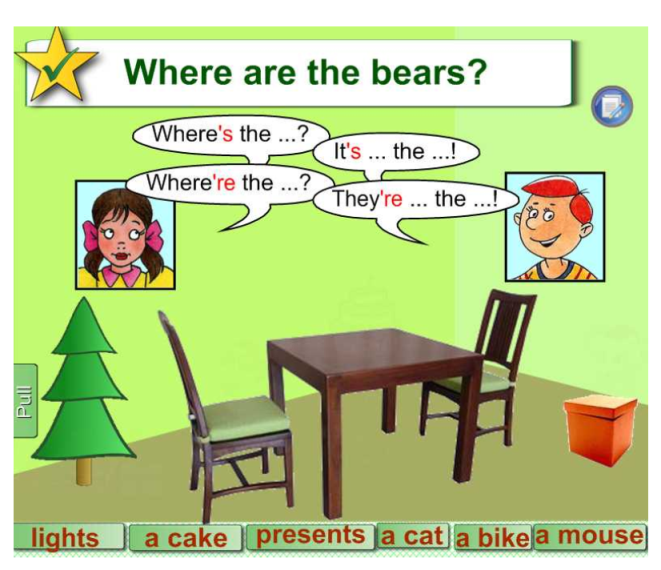 Where are the bears?
Where's the ...?
It's ... the ...!
Where're the ...?
They're ... the ...!
Pull
lights
a cake
presents
a cat
a bike
a mouse